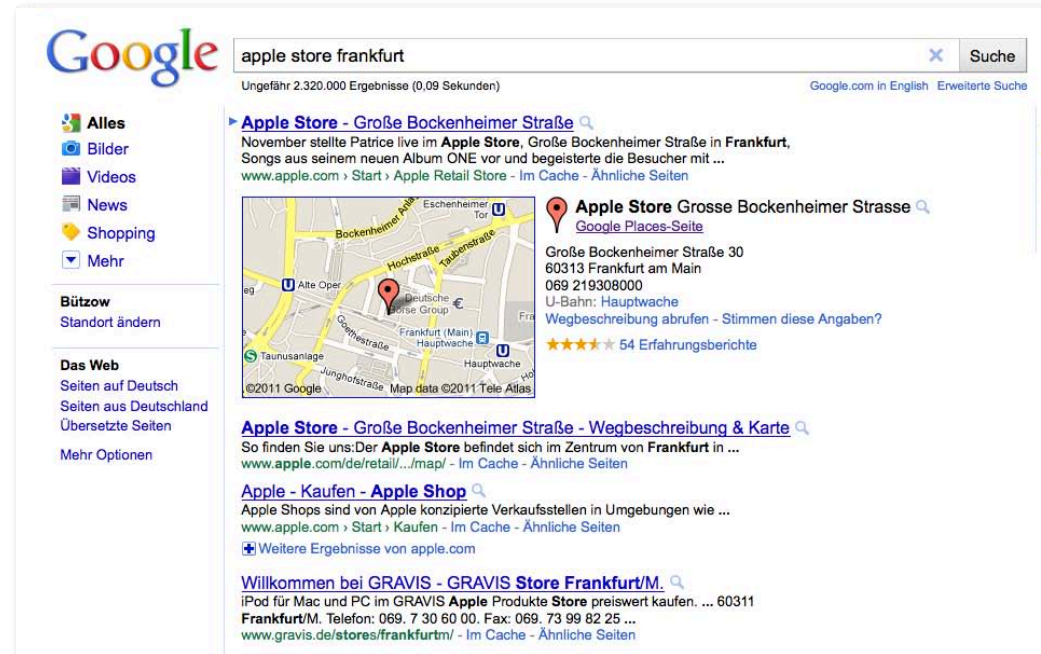 Google
apple store frankfurt
Suche
Ungefähr 2.320.000 Ergebnisse (0,09 Sekunden)
Google.com in English Erweiterte Suche
Alles
Bilder
Videos
News
Shopping
Mehr
Bützow
Standort ändern
Das Web
Seiten auf Deutsch
Seiten aus Deutschland
Übersetzte Seiten
Mehr Optionen
Apple Store - Große Bockenheimer Straße
November stellte Patrice live im Apple Store, Große Bockenheimer Straße in Frankfurt,
Songs aus seinem neuen Album ONE vor und begeisterte die Besucher mit ...
www.apple.com › Start › Apple Retail Store - Im Cache - Ähnliche Seiten
Eschenheimer
Tor
U
Bockenheimer Anlag
Hochstraße
Taubenstraße
eg
U Alte Oper
Deutsche
Börse Group
Fra
Goethestraße
Frankfurt (Main)
Hauptwache
U
Hauptwache
S Taunusanlage
Junghofstraße
©2011 Google
Map data ©2011 Tele Atlas
Apple Store Grosse Bockenheimer Strasse
Google Places-Seite
Große Bockenheimer Straße 30
60313 Frankfurt am Main
069 219308000
U-Bahn: Hauptwache
Wegbeschreibung abrufen - Stimmen diese Angaben?
54 Erfahrungsberichte
Apple Store - Große Bockenheimer Straße - Wegbeschreibung & Karte
So finden Sie uns:Der Apple Store befindet sich im Zentrum von Frankfurt in ...
www.apple.com/de/retail/.../map/ - Im Cache - Ähnliche Seiten
Apple - Kaufen - Apple Shop
Apple Shops sind von Apple konzipierte Verkaufsstellen in Umgebungen wie ...
www.apple.com › Start › Kaufen - Im Cache - Ähnliche Seiten
Weitere Ergebnisse von apple.com
Willkommen bei GRAVIS - GRAVIS Store Frankfurt/M.
iPod für Mac und PC im GRAVIS Apple Produkte Store preiswert kaufen. ... 60311
Frankfurt/M. Telefon: 069. 7 30 60 00. Fax: 069. 73 99 82 25 ...
www.gravis.de/stores/frankfurtm/ - Im Cache - Ähnliche Seiten